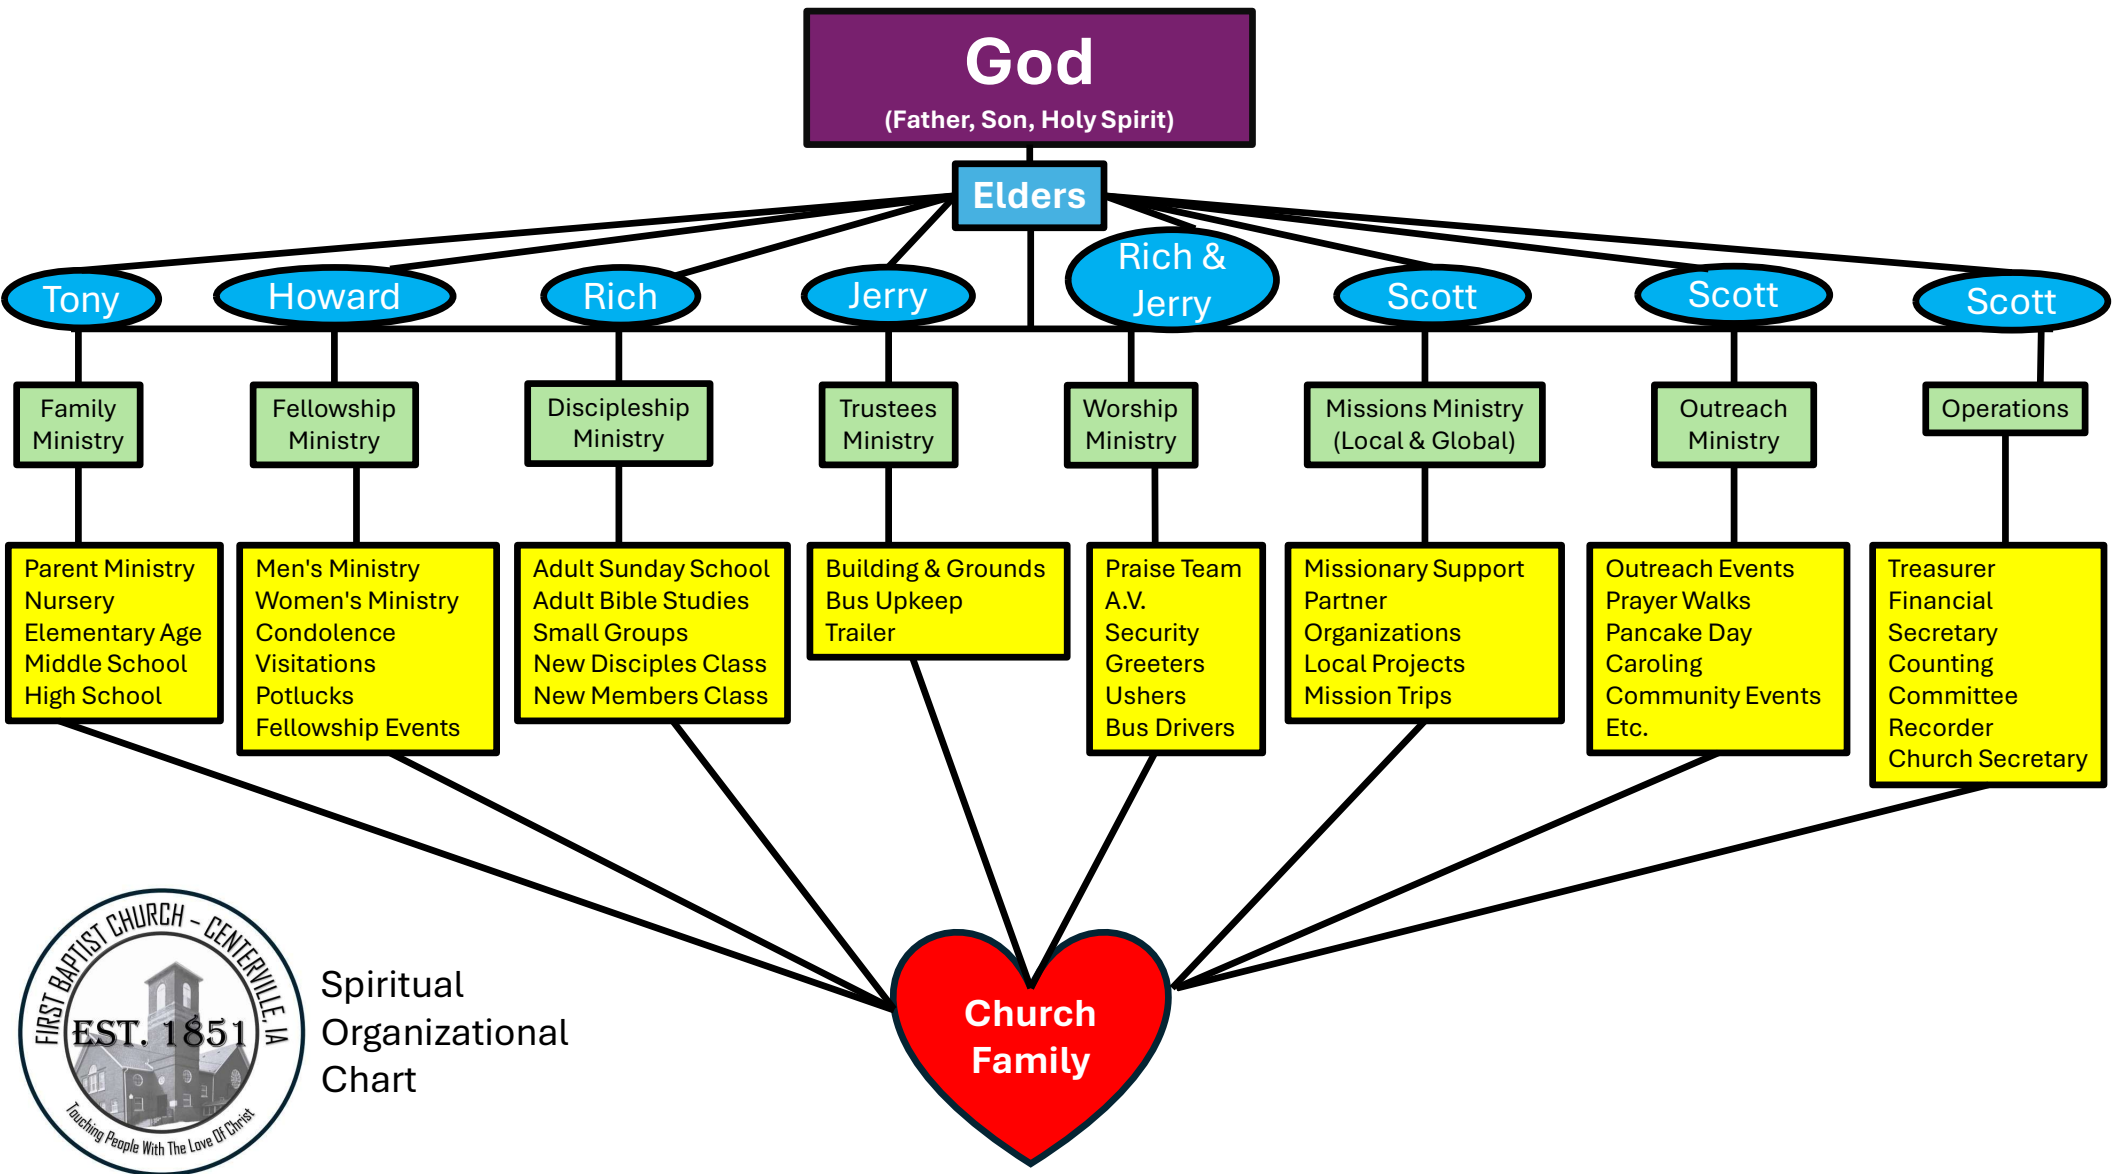 God
(Father, Son, Holy Spirit)
Elders
Tony
Howard
Rich
Jerry
Rich &
Jerry
Scott
Scott
Scott
Family
Ministry
Fellowship
Ministry
Discipleship
Ministry
Trustees
Ministry
Worship
Ministry
Missions Ministry
(Local & Global)
Outreach
Ministry
Operations
Parent Ministry
Nursery
Elementary Age
Middle School
High School
Men's Ministry
Women's Ministry
Condolence
Visitations
Potlucks
Fellowship Events
Adult Sunday School
Adult Bible Studies
Small Groups
New Disciples Class
New Members Class
Building & Grounds
Bus Upkeep
Trailer
Praise Team
A.V.
Security
Greeters
Ushers
Bus Drivers
Missionary Support
Partner
Organizations
Local Projects
Mission Trips
Outreach Events
Prayer Walks
Pancake Day
Caroling
Community Events
Etc.
Treasurer
Financial
Secretary
Counting
Committee
Recorder
Church Secretary
FIRST BAPTIST CHURCH – CENTERVILLE, IA
EST. 1851
Touching People With The Love Of Christ
Spiritual
Organizational
Chart
Church
Family